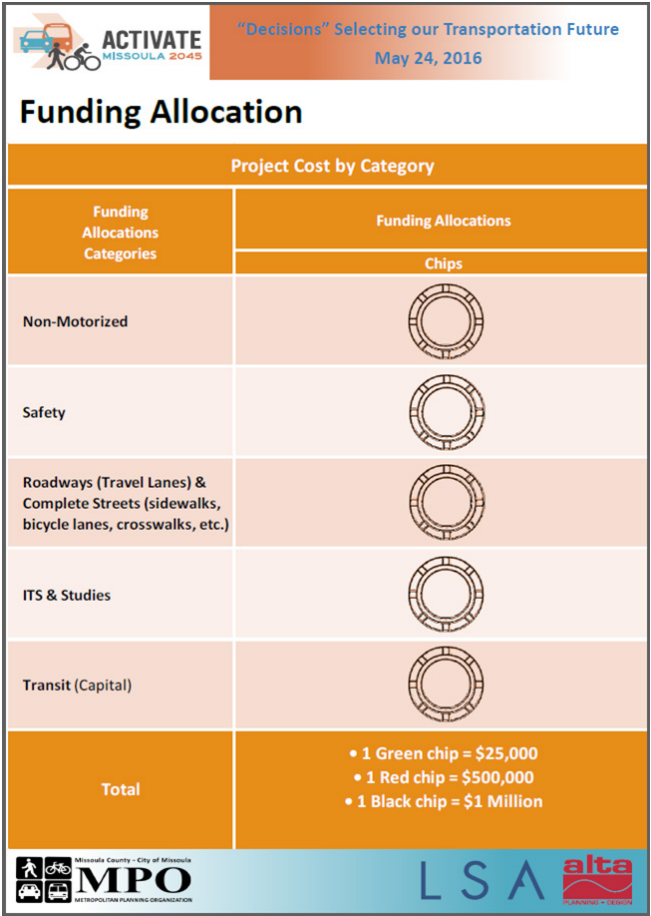 ACTIVATE
MISSOULA 2045
“Decisions” Selecting our Transportation Future
May 24, 2016
Funding Allocation
Project Cost by Category
Funding
Allocations
Categories
Funding Allocations
Chips
Non-Motorized
Safety
Roadways (Travel Lanes) &
Complete Streets (sidewalks,
bicycle lanes, crosswalks, etc.)
ITS & Studies
Transit (Capital)
Total
• 1 Green chip = $25,000
• 1 Red chip = $500,000
• 1 Black chip = $1 Million
Missoula County - City of Missoula
MPO
METROPOLITAN PLANNING ORGANIZATION
LSA
alta
PLANNING + DESIGN